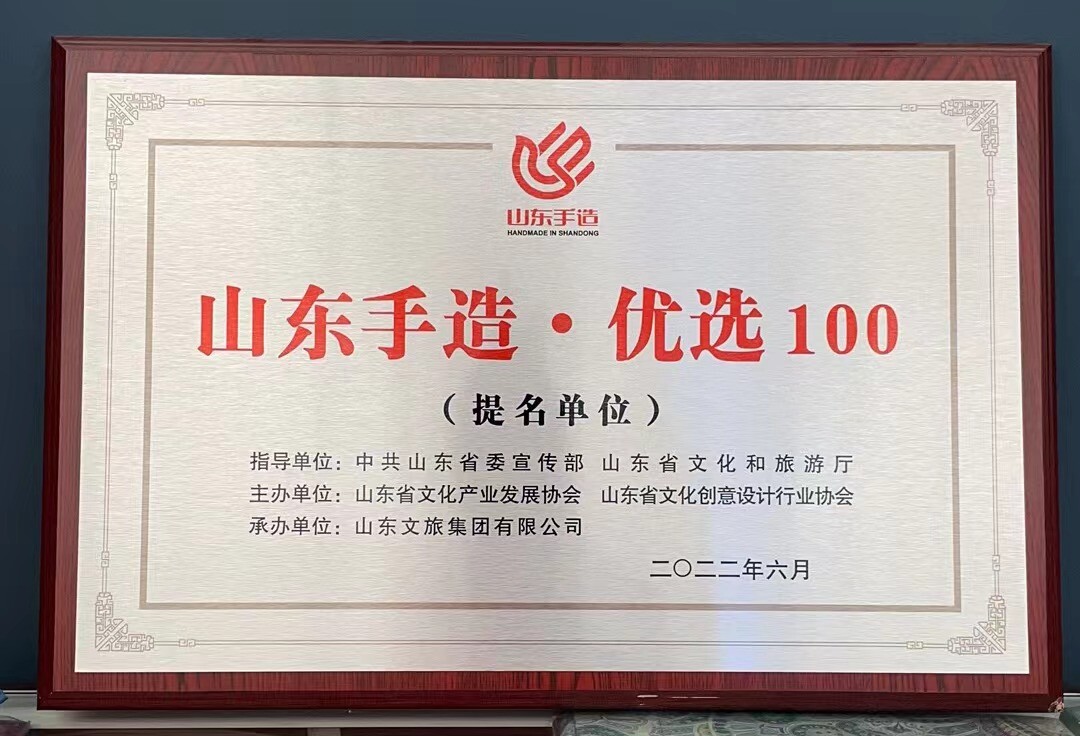 山东手造
HANDMADE IN SHANDONG
山东手造·优选100
（提名单位）
指导单位：中共山东省委宣传部 山东省文化和旅游厅
主办单位：山东省文化产业发展协会 山东省文化创意设计行业协会
承办单位：山东文旅集团有限公司
二〇二二年六月